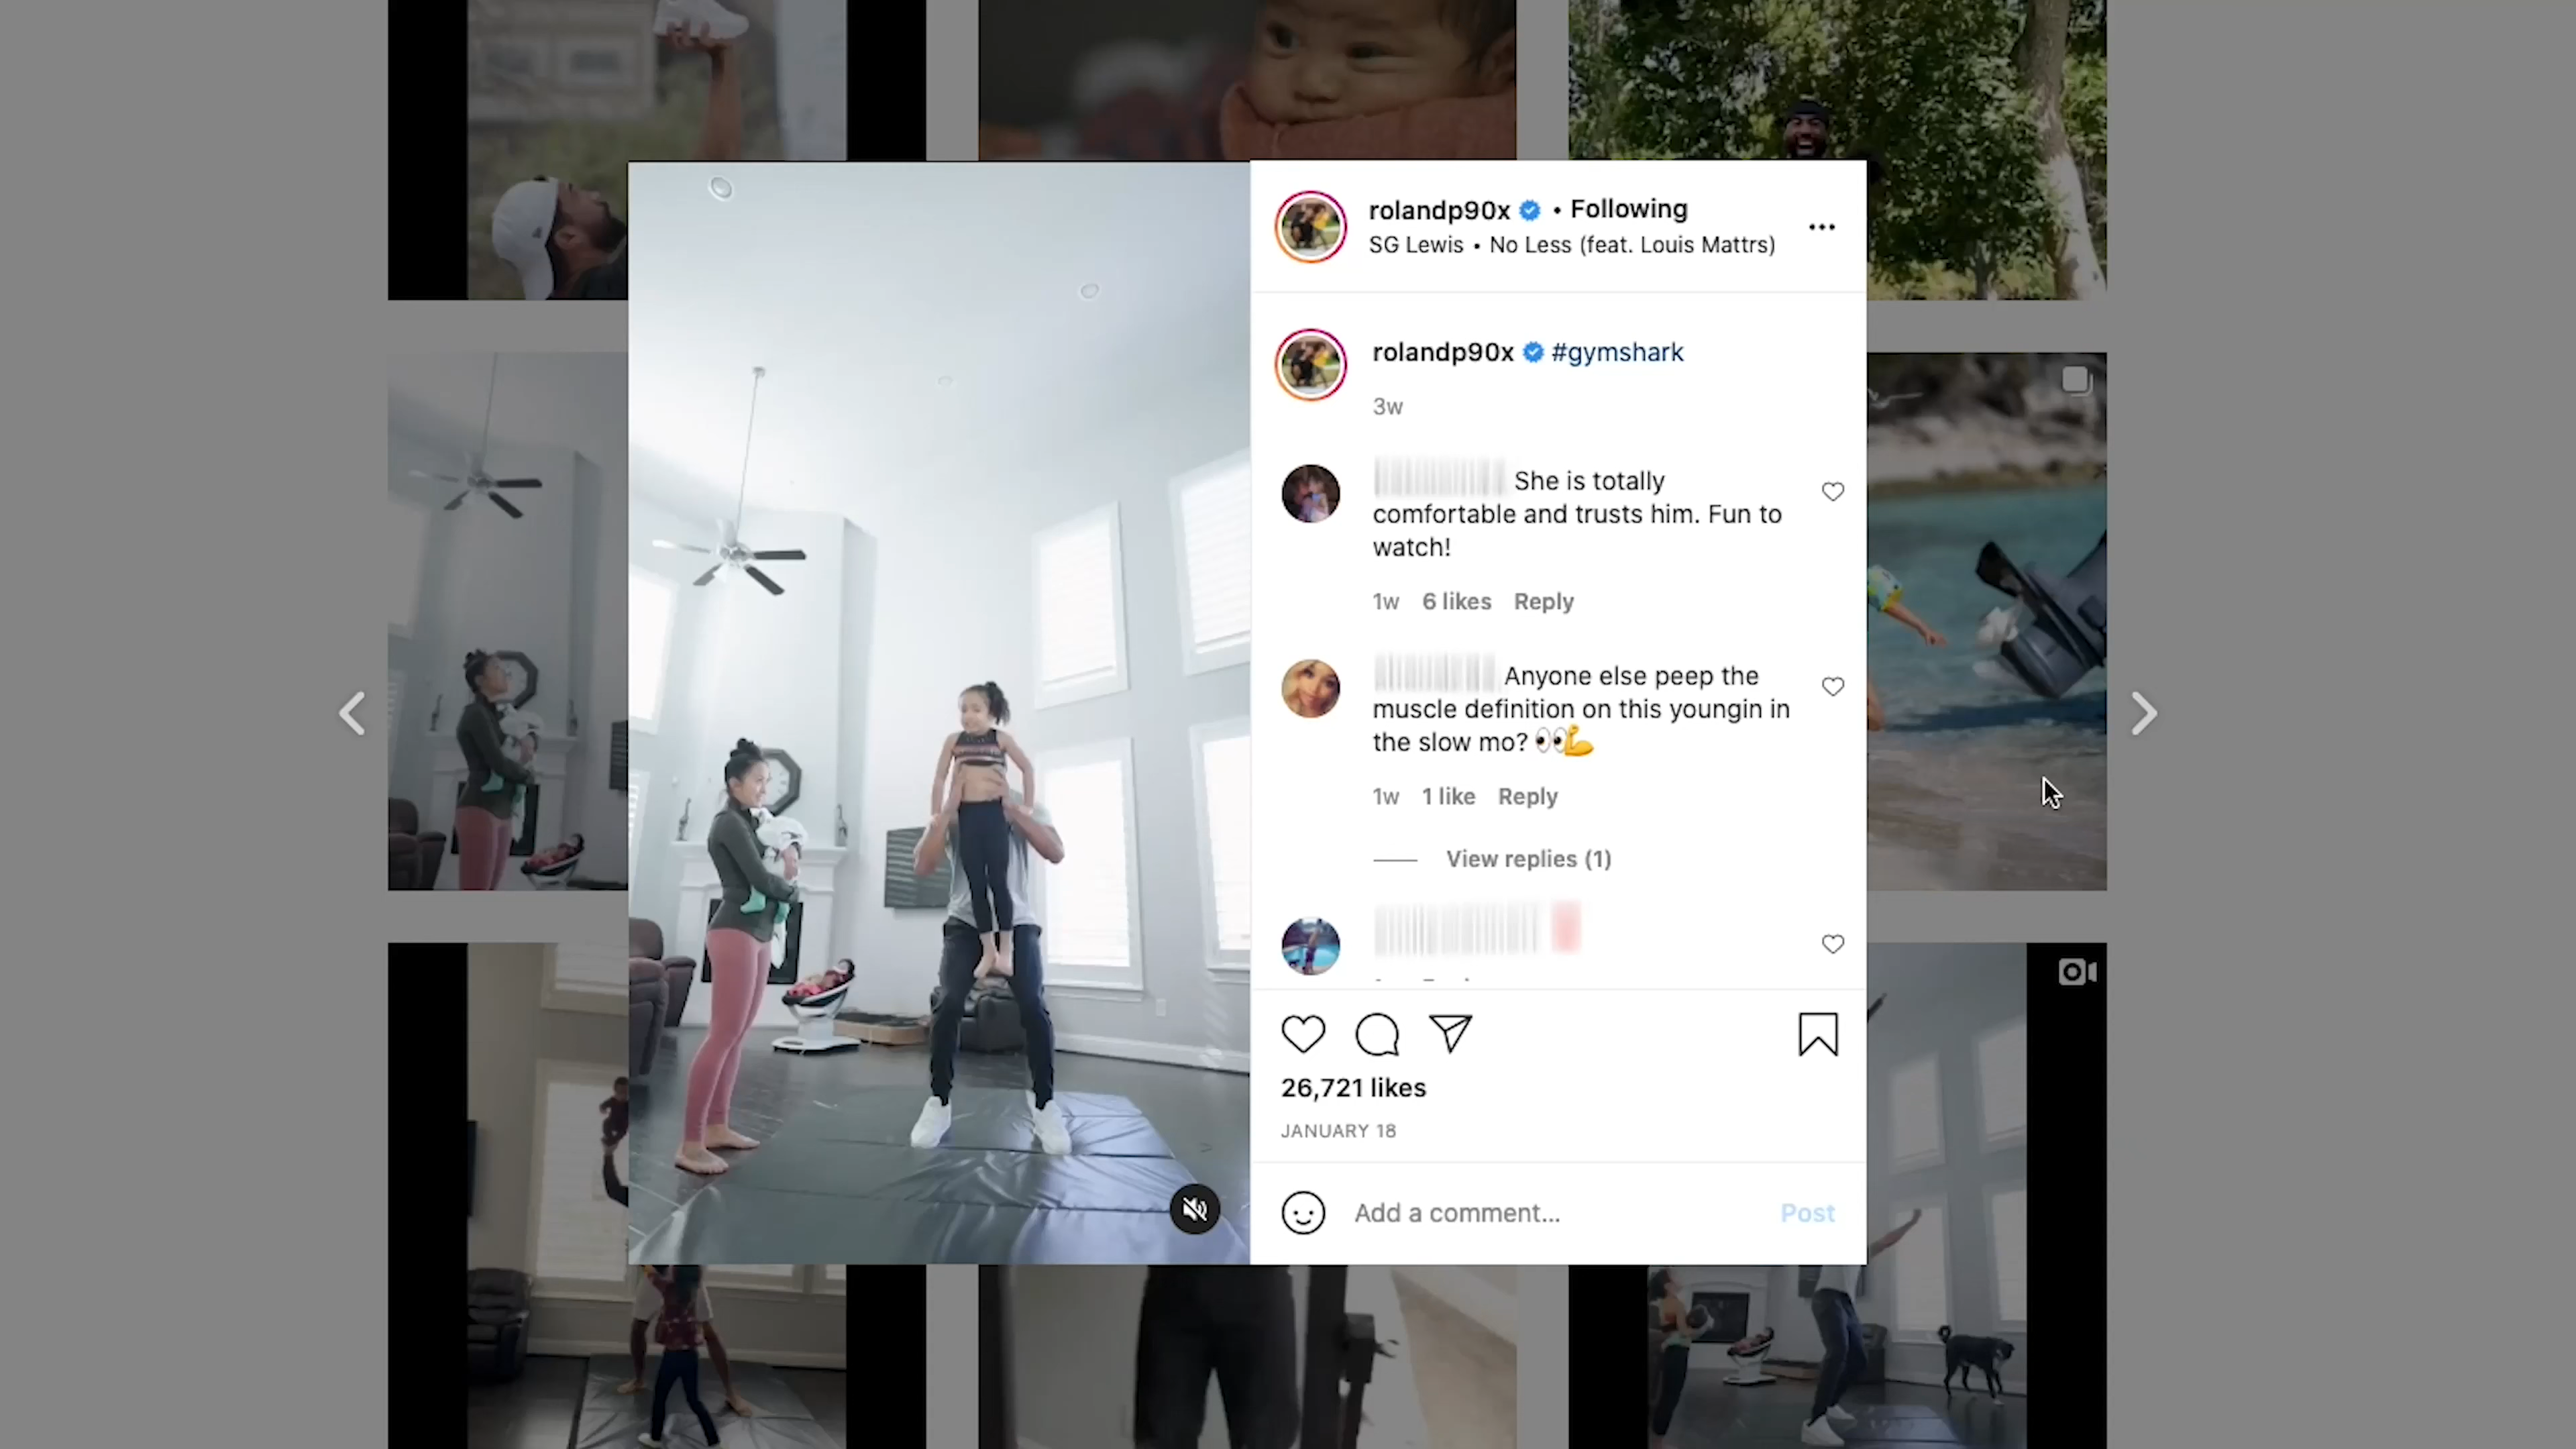 rolandp90x • Following
SG Lewis • No Less (feat. Louis Mattrs)
rolandp90x #gymshark
3w
She is totally
comfortable and trusts him. Fun to
watch!
1w 6 likes Reply
Anyone else peep the
muscle definition on this youngin in
the slow mo? 👀💪
1w 1 like Reply
View replies (1)
26,721 likes
JANUARY 18
Add a comment... Post